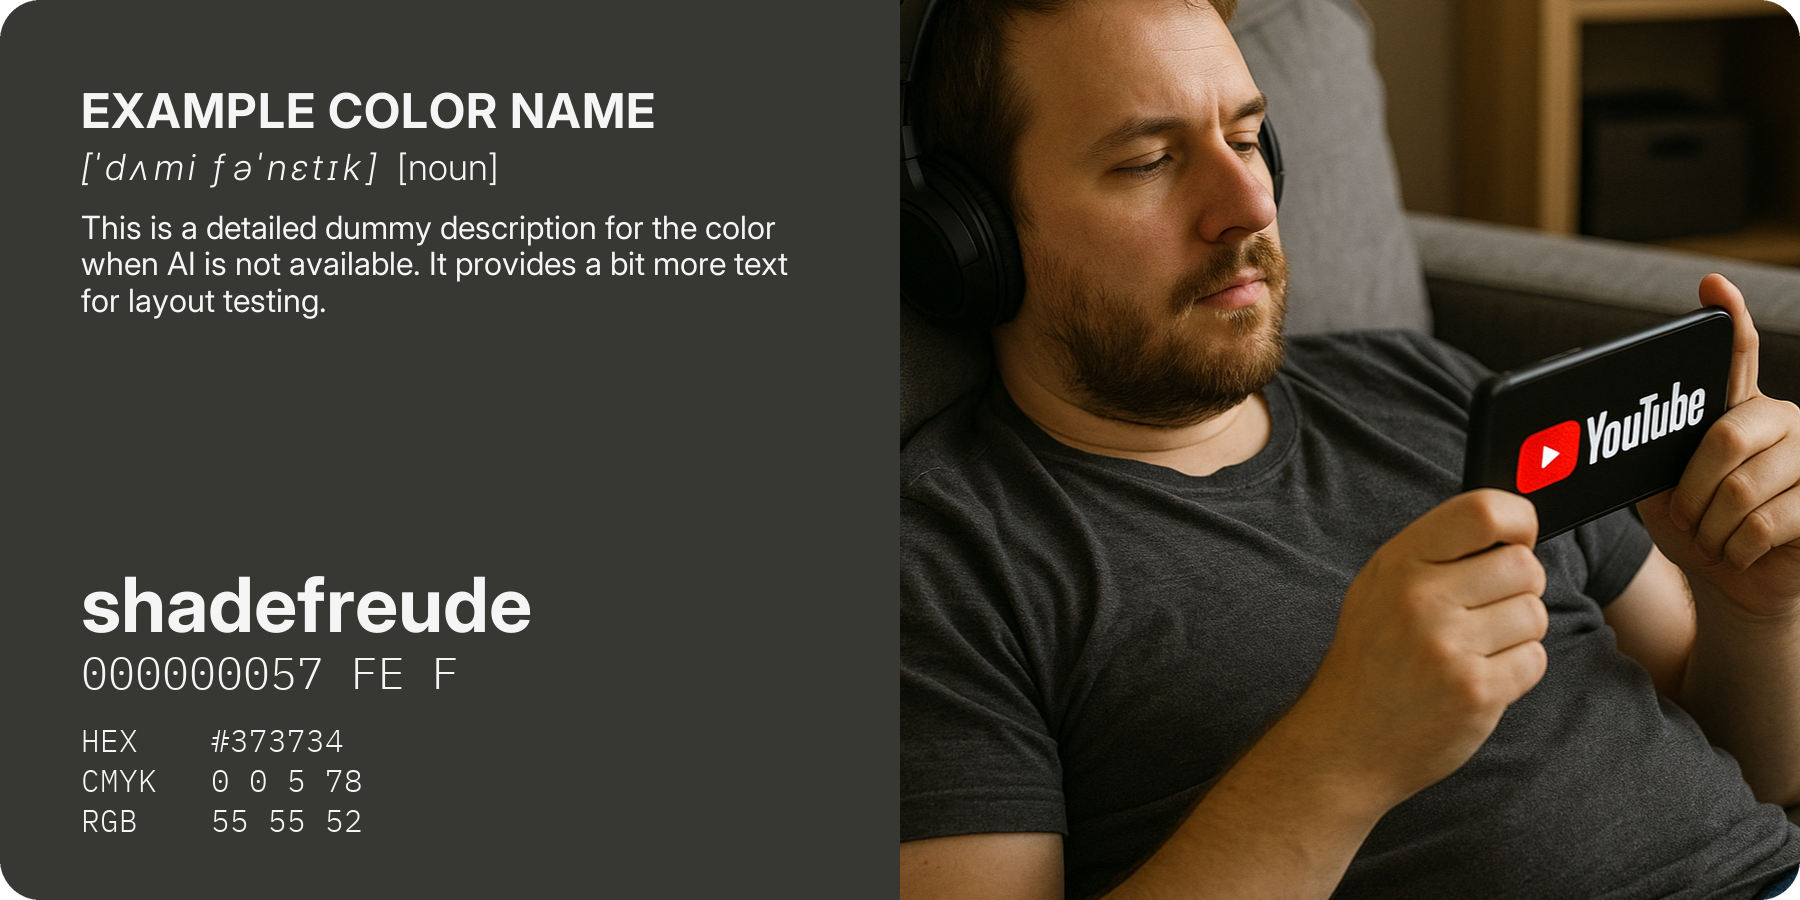 EXAMPLE COLOR NAME
[ˈdʌmi fəˈnɛtɪk] [noun]
This is a detailed dummy description for the color
when AI is not available. It provides a bit more text
for layout testing.
shadefreude
000000057 FE F
HEX #373734
CMYK 0 0 5 78
RGB 55 55 52
YouTube